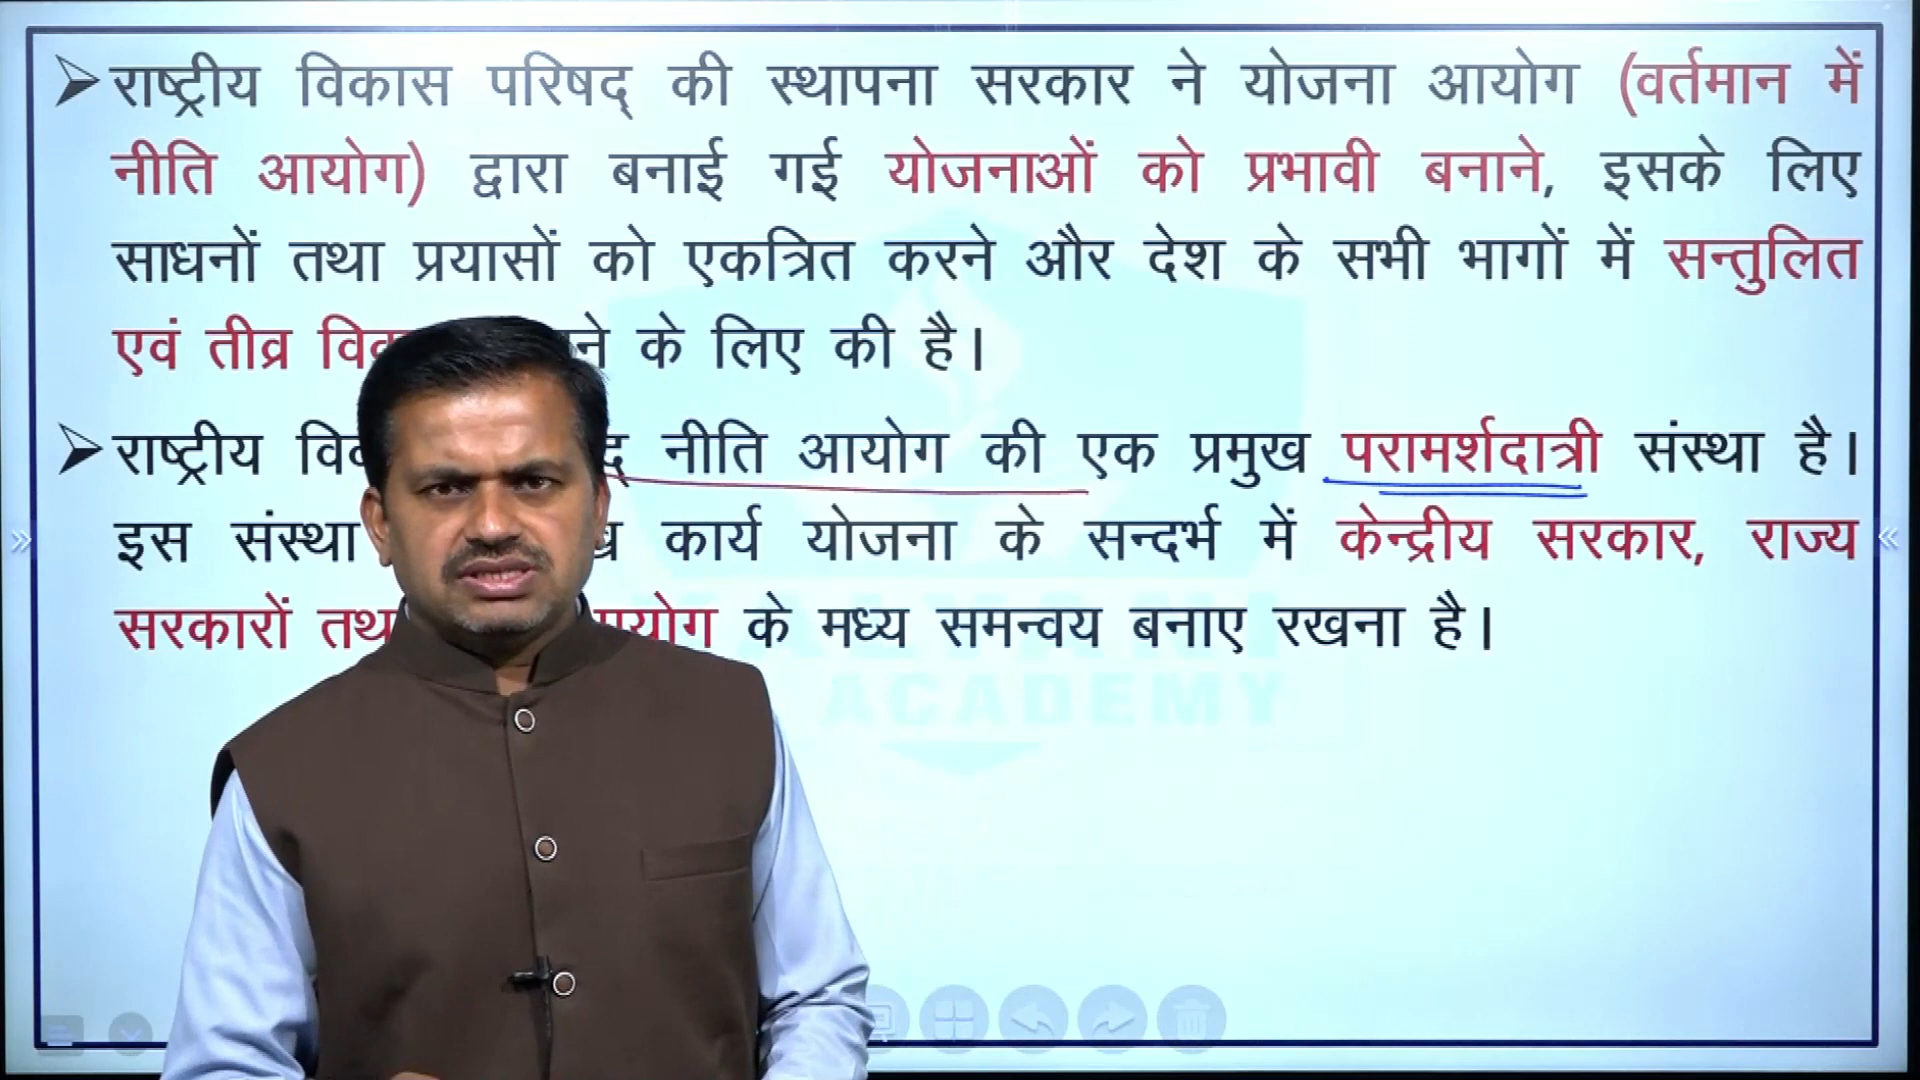 राष्ट्रीय विकास परिषद् की स्थापना सरकार ने योजना आयोग (वर्तमान में
नीति आयोग) द्वारा बनाई गई योजनाओं को प्रभावी बनाने, इसके लिए
साधनों तथा प्रयासों को एकत्रित करने और देश के सभी भागों में सन्तुलित
एवं तीव्र के लिए की है।
राष्ट्रीय नीति आयोग की एक प्रमुख परामर्शदात्री संस्था है।
इस संस्था कार्य योजना के सन्दर्भ में केन्द्रीय सरकार, राज्य
सरकारों के मध्य समन्वय बनाए रखना है।
ACADEMY